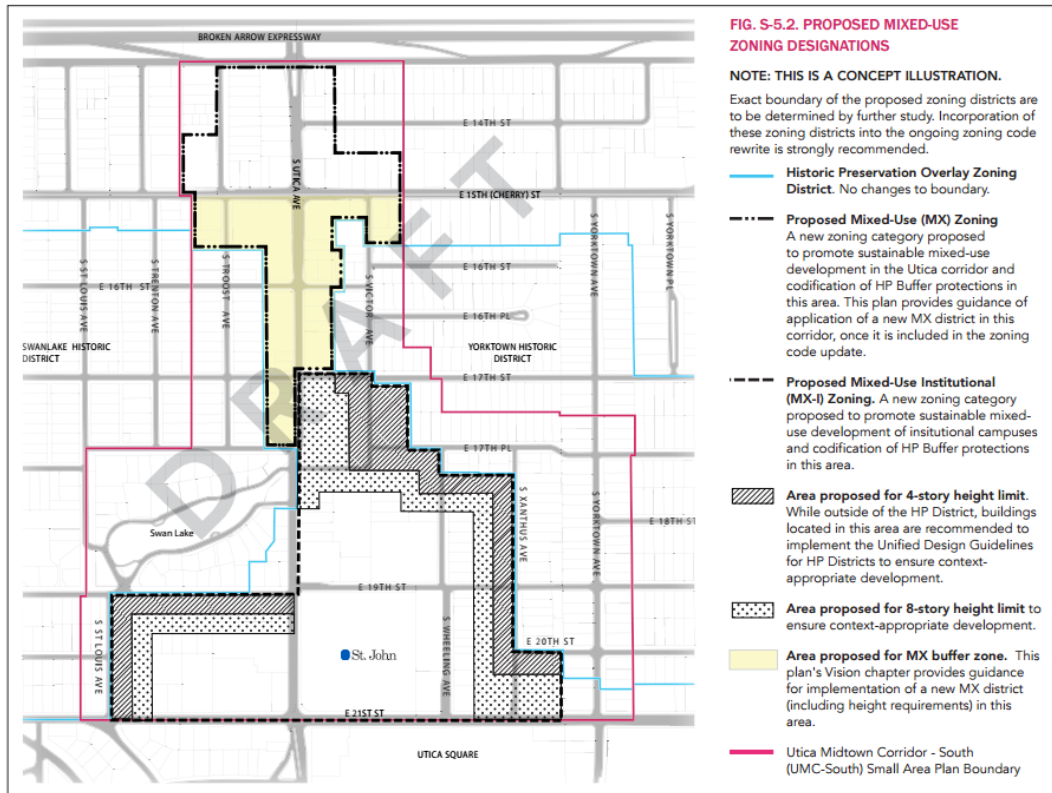 BROKEN ARROW EXPRESSWAY
E 14TH ST
S UTICA AVE
E 15TH (CHERRY) ST
S ST LOUIS AVE
S TRENTON AVE
S TROOST AVE
E 16TH ST
S VICTOR AVE
E 16TH ST
E 16TH PL
S YORKTOWN AVE
S YORKTOWN PL
SWANLAKE HISTORIC
DISTRICT
YORKTOWN HISTORIC
DISTRICT
E 17TH ST
E 17TH PL
S XANTHUS AVE
S YORKTOWN AVE
E 18TH ST
Swan Lake
E 19TH ST
S ST LOUIS AVE
S WHEELING AVE
E 20TH ST
St. John
E 21ST ST
UTICA SQUARE
DRAFT
FIG. S-5.2. PROPOSED MIXED-USE
ZONING DESIGNATIONS
NOTE: THIS IS A CONCEPT ILLUSTRATION.
Exact boundary of the proposed zoning districts are
to be determined by further study. Incorporation of
these zoning districts into the ongoing zoning code
rewrite is strongly recommended.
Historic Preservation Overlay Zoning
District. No changes to boundary.
Proposed Mixed-Use (MX) Zoning
A new zoning category proposed
to promote sustainable mixed-use
development in the Utica corridor and
codification of HP Buffer protections in
this area. This plan provides guidance of
application of a new MX district in this
corridor, once it is included in the zoning
code update.
Proposed Mixed-Use Institutional
(MX-I) Zoning. A new zoning category
proposed to promote sustainable mixed-
use development of insitutional campuses
and codification of HP Buffer protections
in this area.
Area proposed for 4-story height limit.
While outside of the HP District, buildings
located in this area are recommended to
implement the Unified Design Guidelines
for HP Districts to ensure context-
appropriate development.
Area proposed for 8-story height limit to
ensure context-appropriate development.
Area proposed for MX buffer zone. This
plan's Vision chapter provides guidance
for implementation of a new MX district
(including height requirements) in this
area.
Utica Midtown Corridor - South
(UMC-South) Small Area Plan Boundary